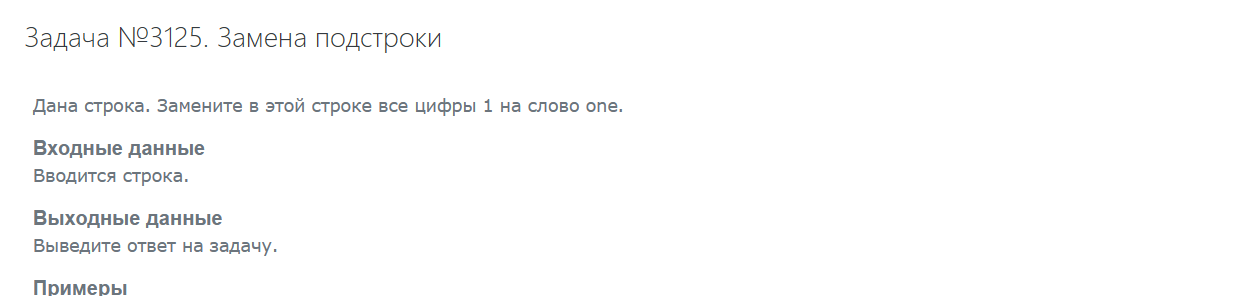 Задача №3125. Замена подстроки
Дана строка. Замените в этой строке все цифры 1 на слово one.
Входные данные
Вводится строка.
Выходные данные
Выведите ответ на задачу.
Примеры